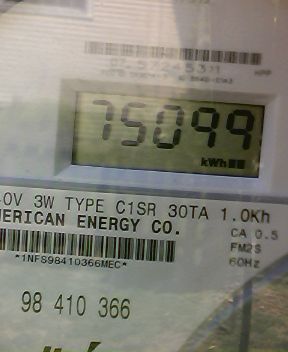 75099
kWh
0V 3W TYPE C1SR 30TA 1.0Kh
MERICAN ENERGY CO.
CA 0.5
FM2S
60Hz
*1NFS98410366MEC*
98 410 366